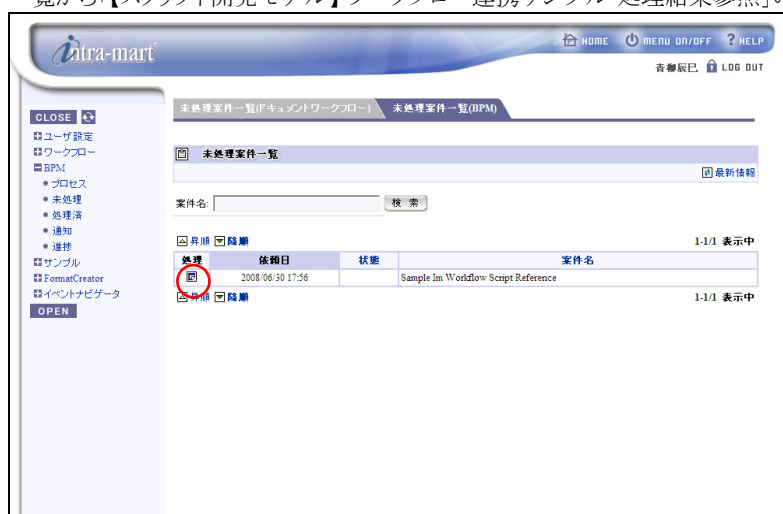 覧から「【スクリプト開発モデル】ワークフロー連携サンプル 処理結果参照」
intra-mart
HOME MENU ON/OFF ? HELP
青柳辰巳 LOG OUT
未処理案件一覧(ドキュメントワークフロー) 未処理案件一覧(BPM)
CLOSE
ユーザ設定
ワークフロー
BPM
プロセス
未処理
処理済
通知
進捗
サンプル
FormatCreator
イベントナビゲータ
OPEN
未処理案件一覧
最新情報
案件名: 検 索
昇順 降順 1-1/1 表示中
処理 依頼日 状態 案件名
2008/06/30 17:56 Sample Im Workflow Script Reference
昇順 降順 1-1/1 表示中